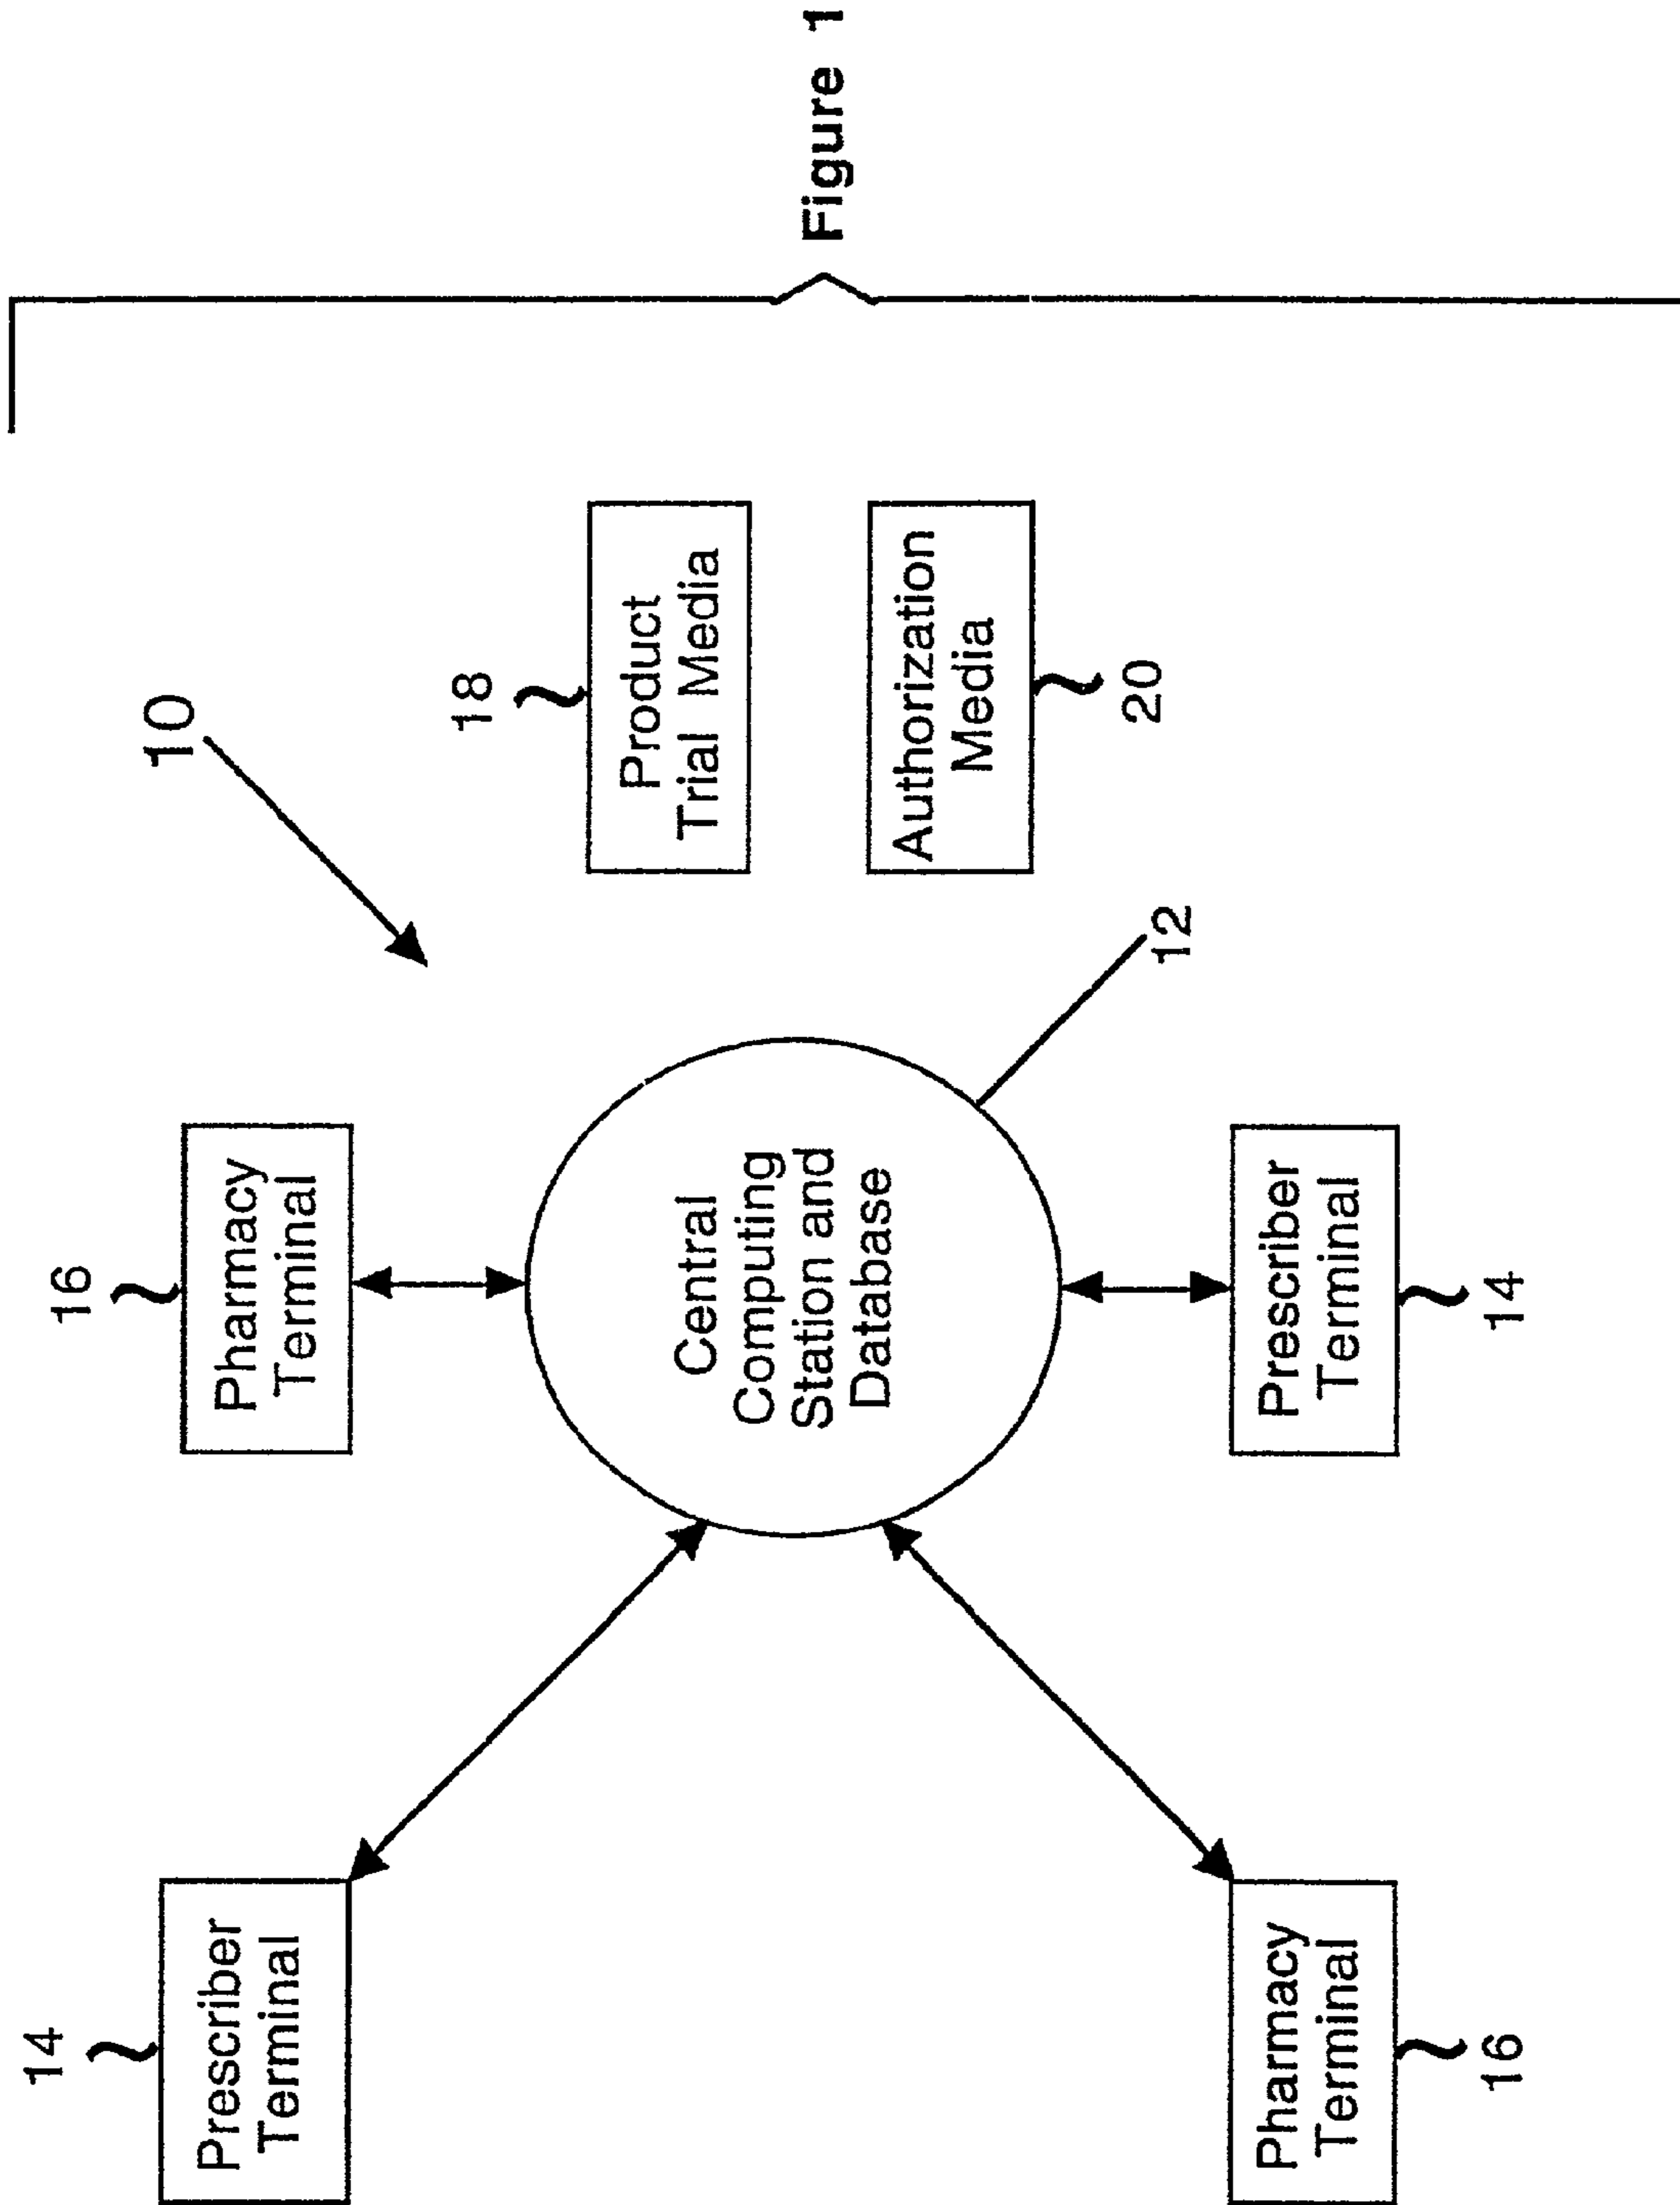 14
Prescriber
Terminal
16
Pharmacy
Terminal
10
18
Product
Trial Media
Central
Computing
Station and
Database
12
Authorization
Media
20
Pharmacy
Terminal
16
Prescriber
Terminal
14
Figure 1